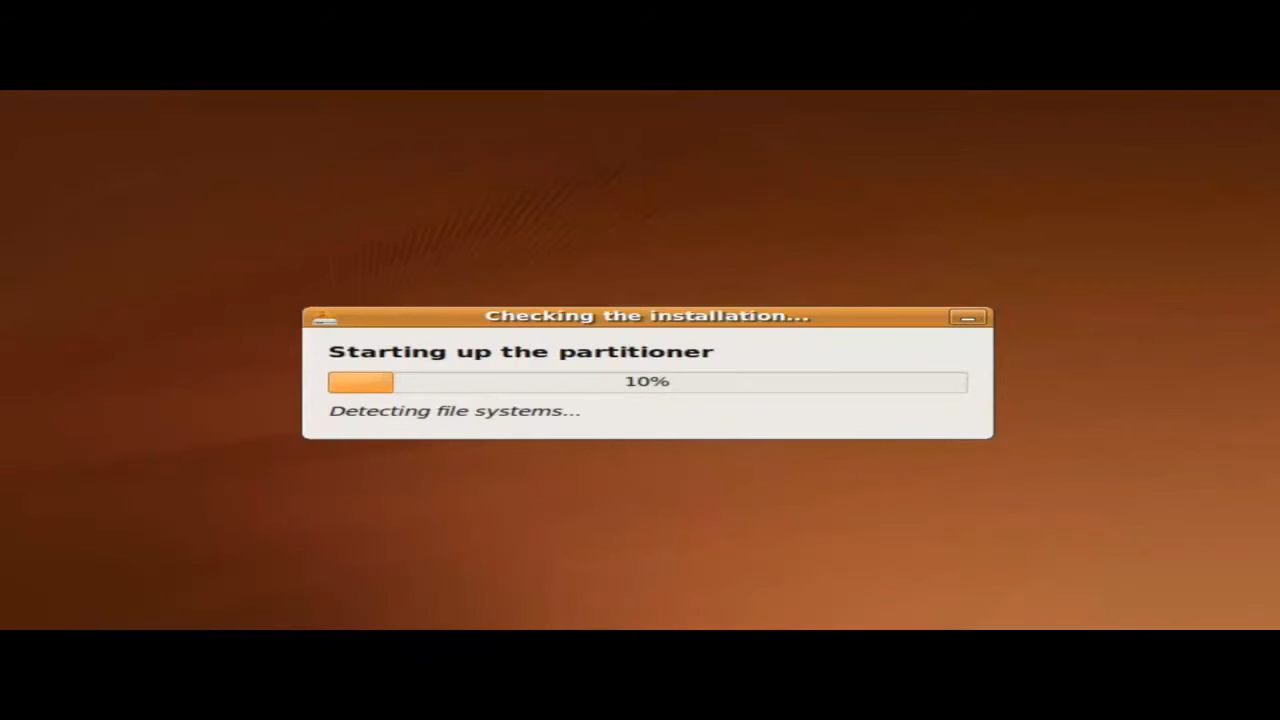 Checking the installation...
Starting up the partitioner
10%
Detecting file systems...